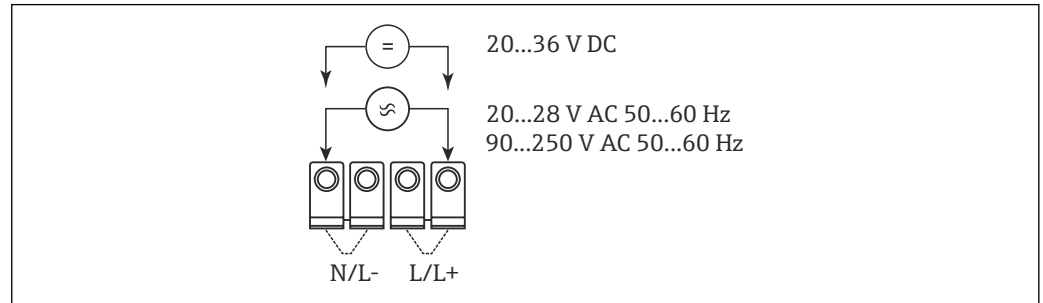 =
20...36 V DC
≈
20...28 V AC 50...60 Hz
90...250 V AC 50...60 Hz
N/L- L/L+